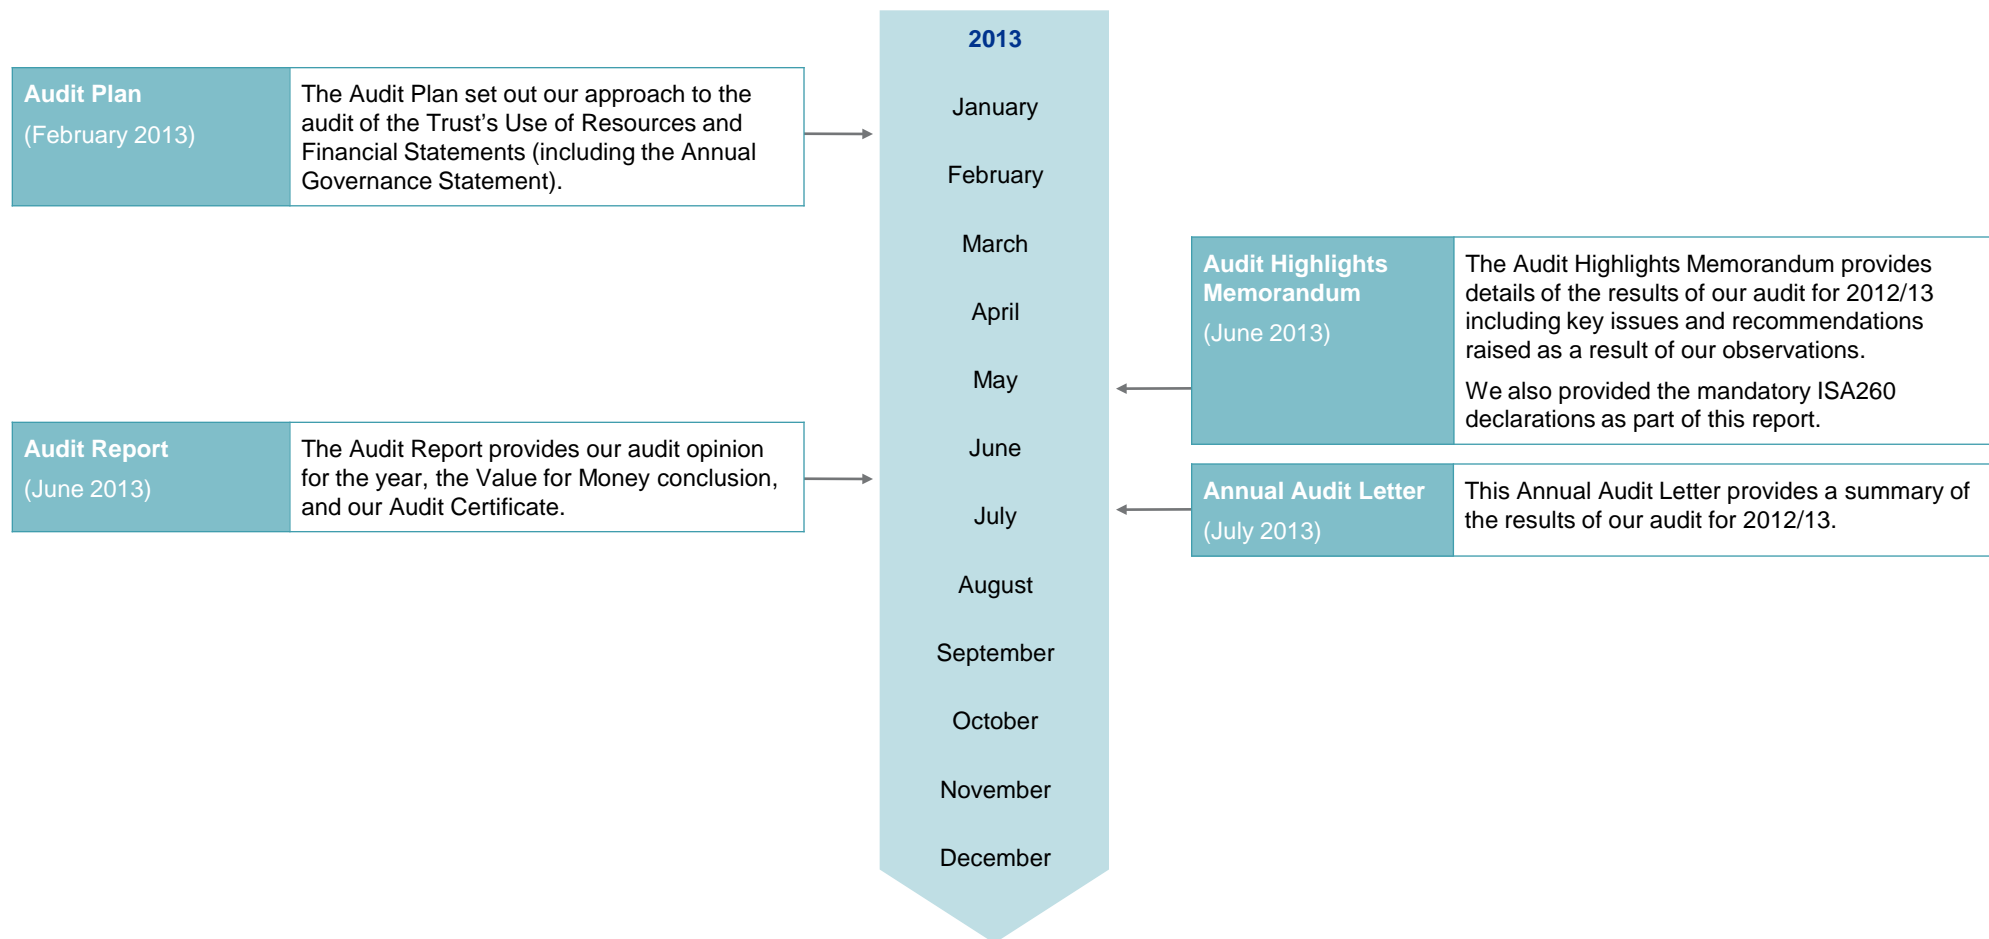 2013
January
February
March
April
May
June
July
August
September
October
November
December
Audit Plan
(February 2013)
The Audit Plan set out our approach to the
audit of the Trust's Use of Resources and
Financial Statements (including the Annual
Governance Statement).
Audit Report
(June 2013)
The Audit Report provides our audit opinion
for the year, the Value for Money conclusion,
and our Audit Certificate.
Audit Highlights
Memorandum
(June 2013)
The Audit Highlights Memorandum provides
details of the results of our audit for 2012/13
including key issues and recommendations
raised as a result of our observations.
We also provided the mandatory ISA260
declarations as part of this report.
Annual Audit Letter
(July 2013)
This Annual Audit Letter provides a summary of
the results of our audit for 2012/13.